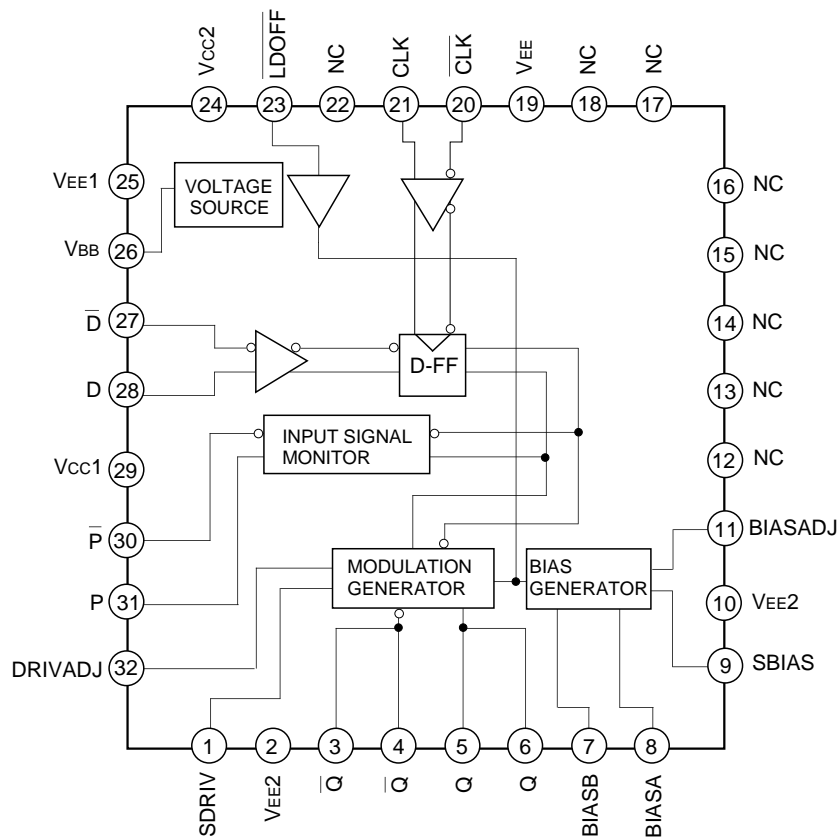 VCC2
LDOFF
NC
CLK
CLK
VEE
NC
NC
24
23
22
21
20
19
18
17
25
VEE1
VOLTAGE
SOURCE
16
NC
26
VBB
15
NC
27
D
14
NC
28
D
D-FF
13
NC
29
VCC1
INPUT SIGNAL
MONITOR
12
NC
30
P
11
BIASADJ
31
P
MODULATION
GENERATOR
BIAS
GENERATOR
10
VEE2
32
DRIVADJ
9
SBIAS
1
2
3
4
5
6
7
8
SDRIV
VEE2
Q
Q
Q
Q
BIASB
BIASA